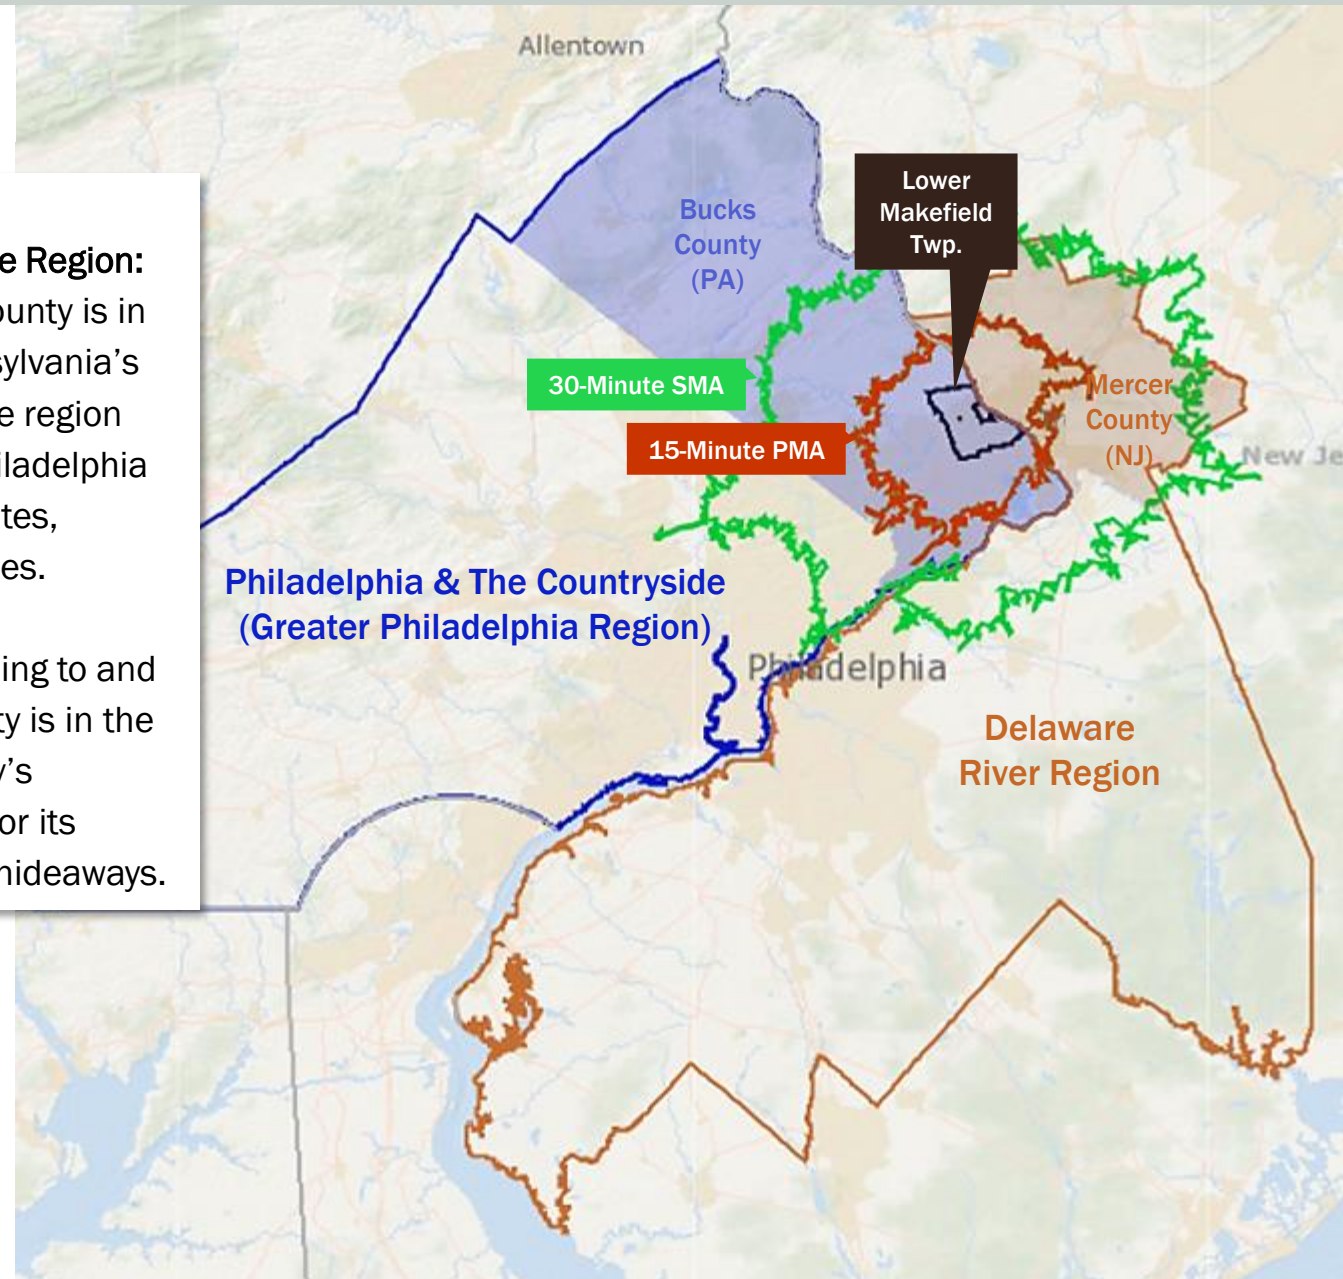 Allentown
Lower
Makefield
Twp.
Bucks
County
(PA)
e Region:
ounty is in
sylvania's
e region
iladelphia
tes,
es.
ing to and
ty is in the
y's
or its
hideaways.
30-Minute SMA
15-Minute PMA
Mercer
County
(NJ)
New Je
Philadelphia & The Countryside
(Greater Philadelphia Region)
Philadelphia
Delaware
River Region